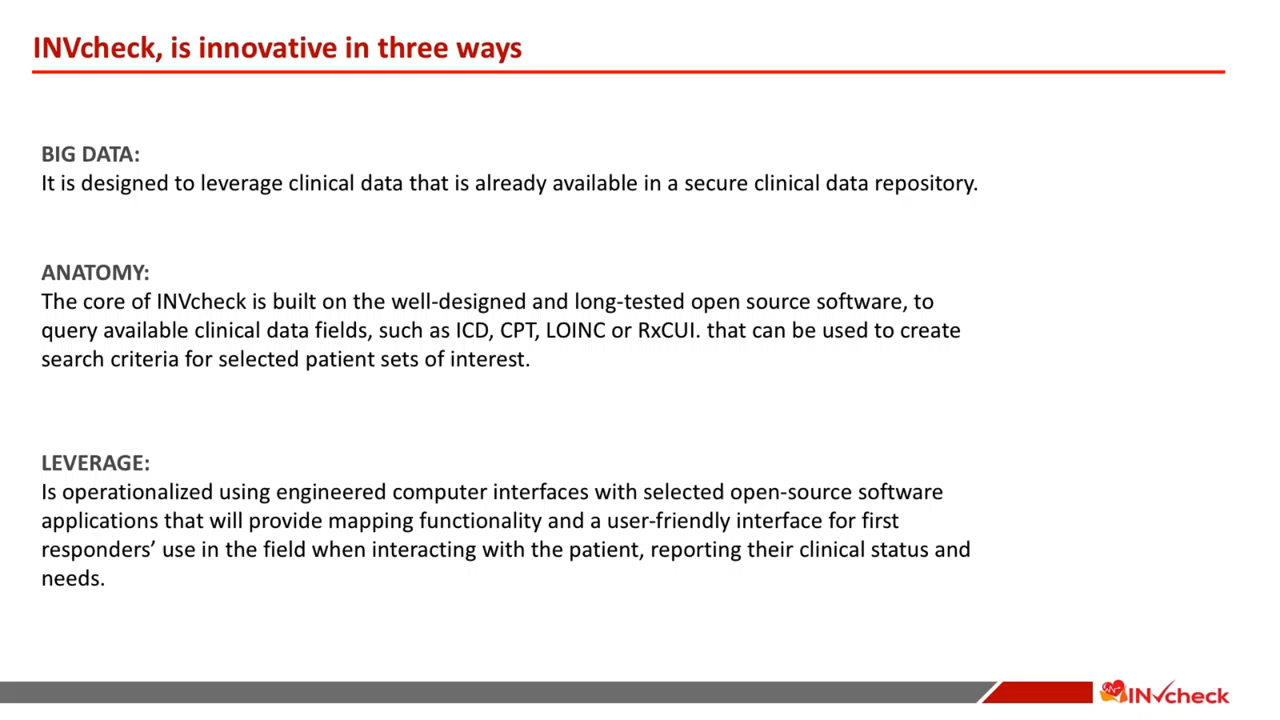 INVcheck, is innovative in three ways
BIG DATA:
It is designed to leverage clinical data that is already available in a secure clinical data repository.
ANATOMY:
The core of INVcheck is built on the well-designed and long-tested open source software, to
query available clinical data fields, such as ICD, CPT, LOINC or RxCUI. that can be used to create
search criteria for selected patient sets of interest.
LEVERAGE:
Is operationalized using engineered computer interfaces with selected open-source software
applications that will provide mapping functionality and a user-friendly interface for first
responders’ use in the field when interacting with the patient, reporting their clinical status and
needs.
INVcheck